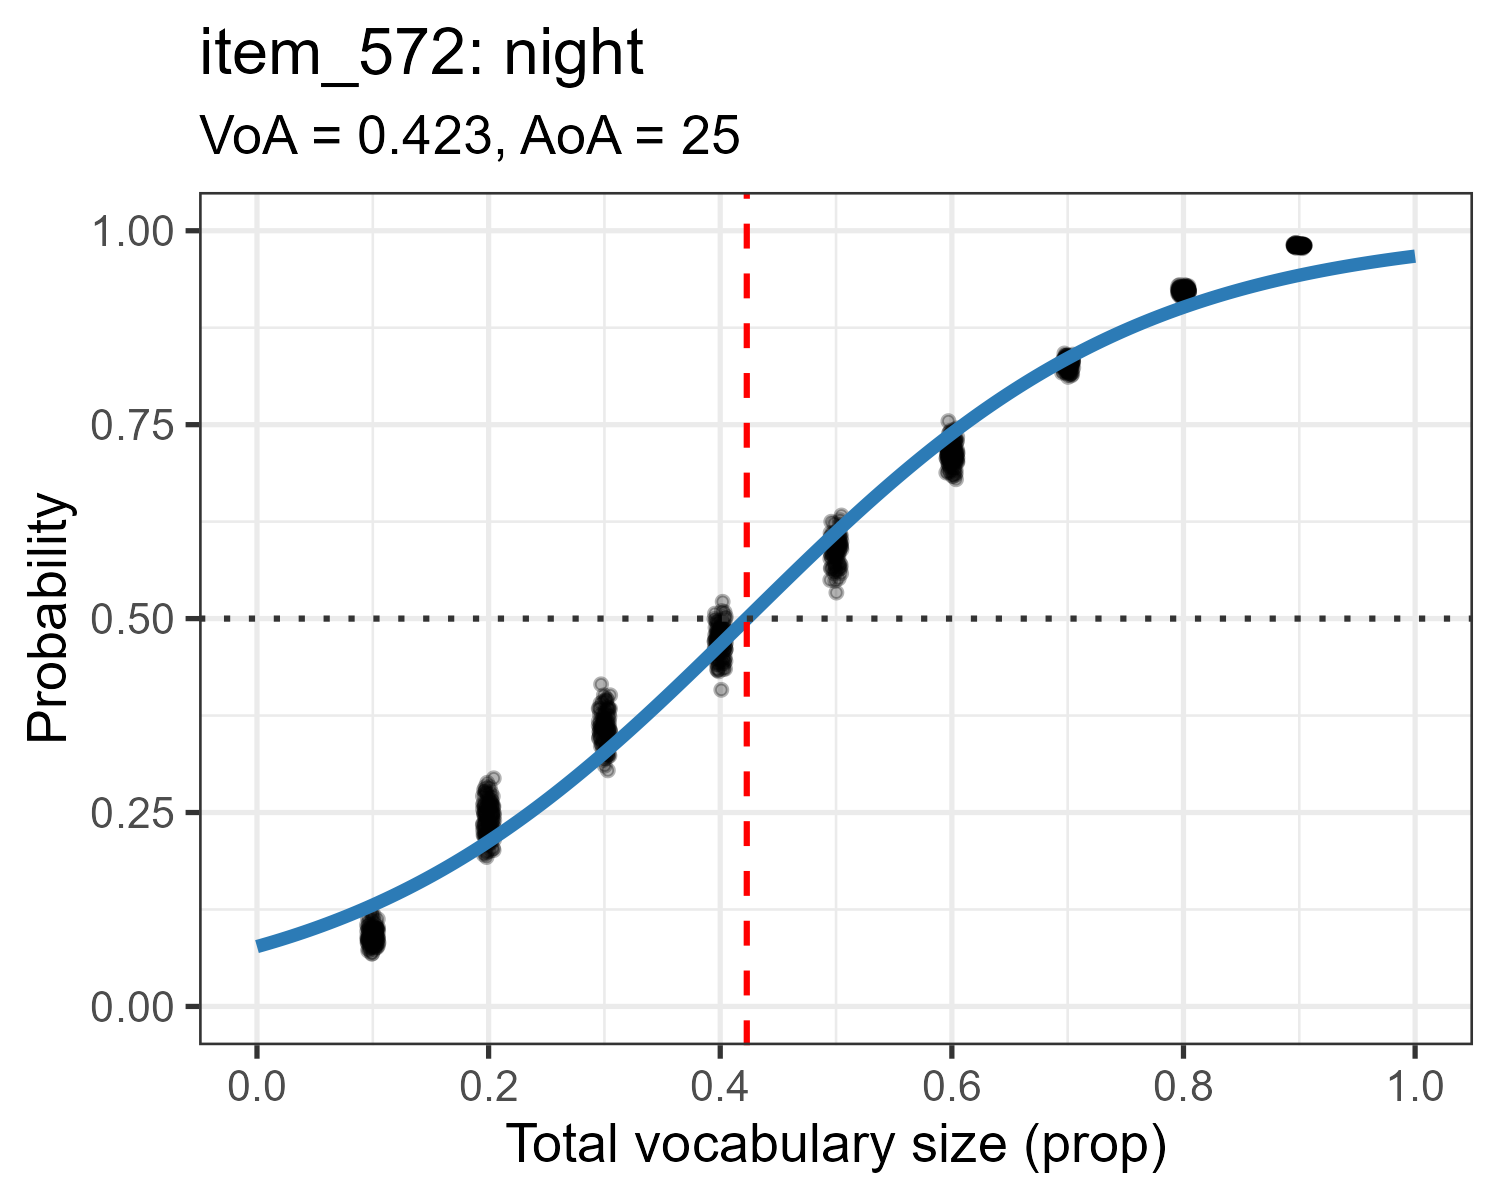 item_572: night
VoA = 0.423, AoA = 25
1.00
0.75
0.50
0.25
0.00
Probability
0.0 0.2 0.4 0.6 0.8 1.0
Total vocabulary size (prop)